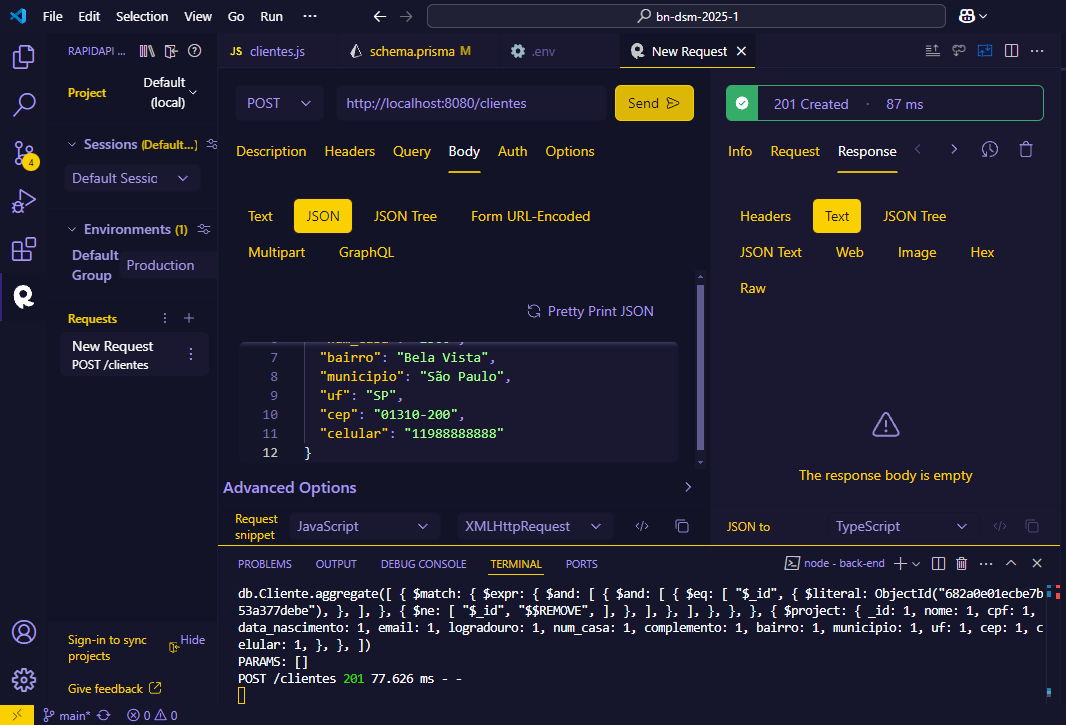 File Edit Selection View Go Run ···
bn-dsm-2025-1
RAPIDAPI ...
JS clientes.js
schema.prisma M
.env
New Request
Project
Default (local)
Sessions (Default...)
Default Sessio
Environments (1)
Default Group
Production
Requests
New Request
POST /clientes
4
Sign-in to sync projects
Hide
Give feedback
POST
http://localhost:8080/clientes
Send
Description Headers Query Body Auth Options
Text JSON JSON Tree Form URL-Encoded
Multipart GraphQL
Pretty Print JSON
7 "bairro": "Bela Vista",
8 "municipio": "São Paulo",
9 "uf": "SP",
10 "cep": "01310-200",
11 "celular": "11988888888"
12 }
Advanced Options
Request snippet
JavaScript
XMLHttpRequest
201 Created · 87 ms
Info Request Response
Headers Text JSON Tree
JSON Text Web Image Hex
Raw
The response body is empty
JSON to
TypeScript
PROBLEMS OUTPUT DEBUG CONSOLE TERMINAL PORTS
node - back-end
db.Cliente.aggregate([ { $match: { $expr: { $and: [ { $and: [ { $eq: [ "$_id", { $literal: ObjectId("682a0e01ecbe7b
53a377debe"), }, ], }, { $ne: [ "$_id", "$$REMOVE", ], }, ], }, ], }, }, }, { $project: { _id: 1, nome: 1, cpf: 1,
data_nascimento: 1, email: 1, logradouro: 1, num_casa: 1, complemento: 1, bairro: 1, municipio: 1, uf: 1, cep: 1, c
elular: 1, }, }, ])
PARAMS: []
POST /clientes 201 77.626 ms - -
main* 0 0